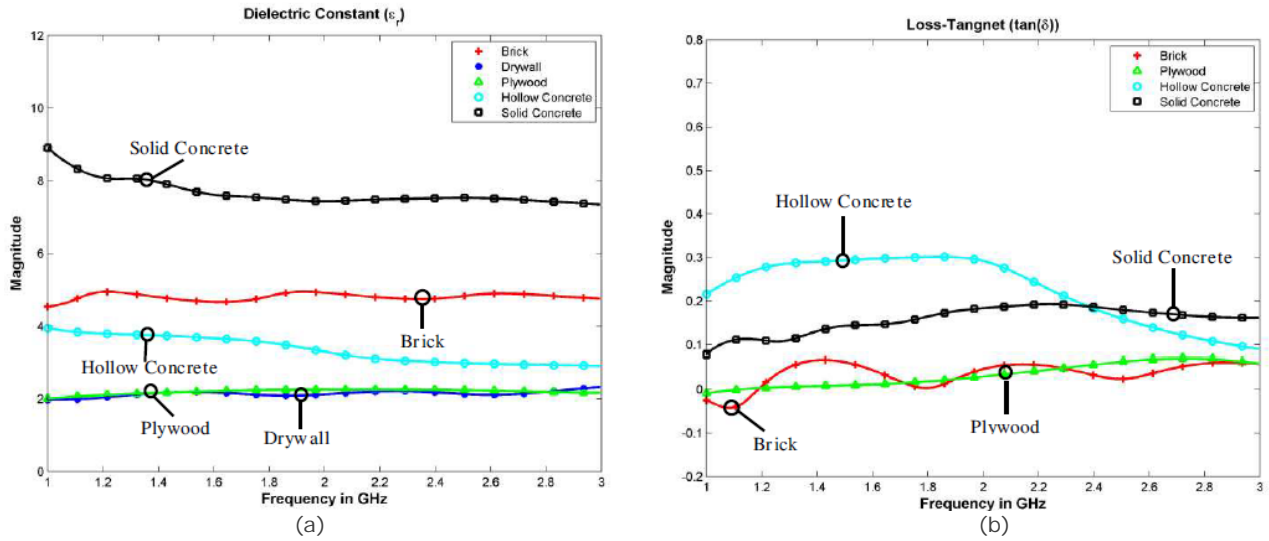 Dielectric Constant (εr)
12
10
8
6
4
2
0
Magnitude
Brick
Drywall
Plywood
Hollow Concrete
Solid Concrete
Solid Concrete
Brick
Hollow Concrete
Plywood
Drywall
1 1.2 1.4 1.6 1.8 2 2.2 2.4 2.6 2.8 3
Frequency in GHz
(a)
Loss-Tangnet (tan(δ))
0.8
0.7
0.6
0.5
0.4
0.3
0.2
0.1
0
-0.1
-0.2
Magnitude
Brick
Plywood
Hollow Concrete
Solid Concrete
Hollow Concrete
Solid Concrete
Plywood
Brick
1 1.2 1.4 1.6 1.8 2 2.2 2.4 2.6 2.8 3
Frequency in GHz
(b)